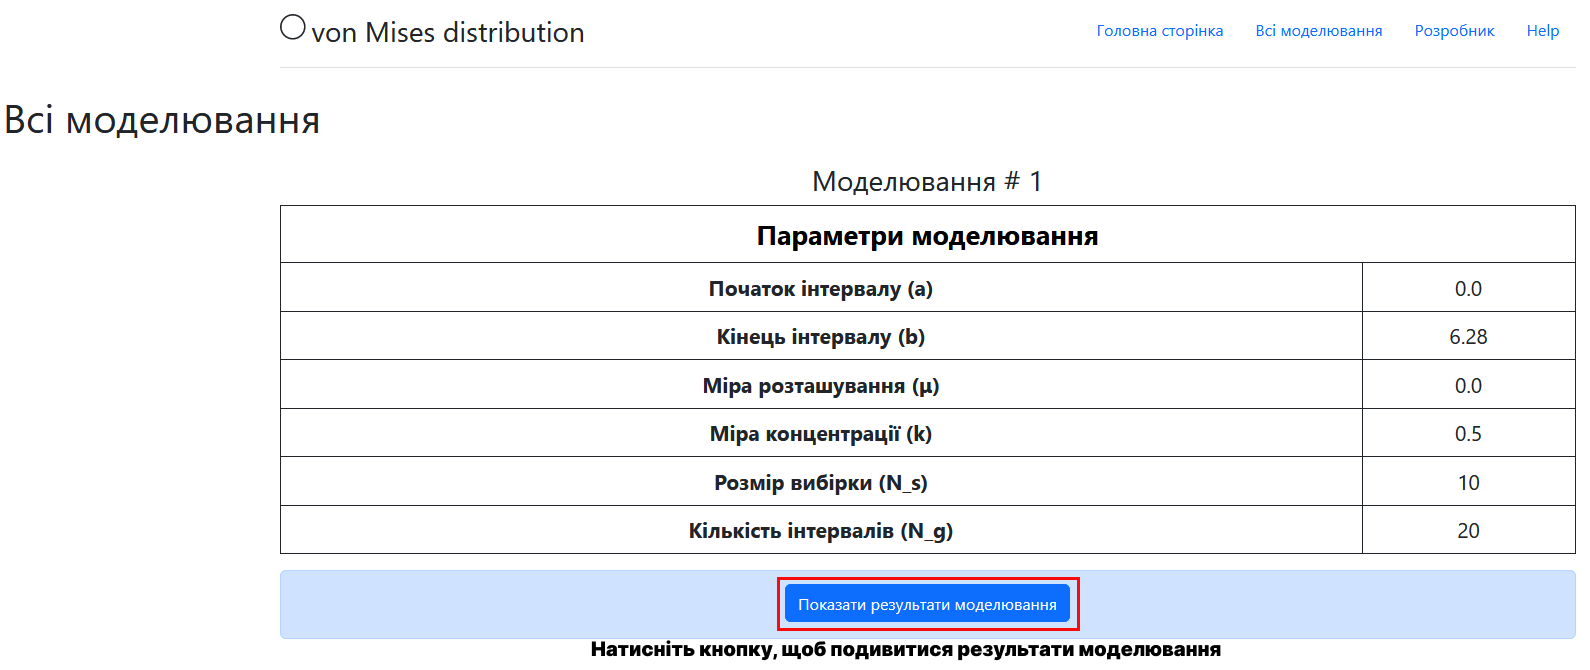 von Mises distribution
Головна сторінка Всі моделювання Розробник Help
Всі моделювання
Моделювання # 1
Параметри моделювання
Початок інтервалу (a) 0.0
Кінець інтервалу (b) 6.28
Міра розташування (μ) 0.0
Міра концентрації (k) 0.5
Розмір вибірки (N_s) 10
Кількість інтервалів (N_g) 20
Показати результати моделювання
Натисніть кнопку, щоб подивитися результати моделювання